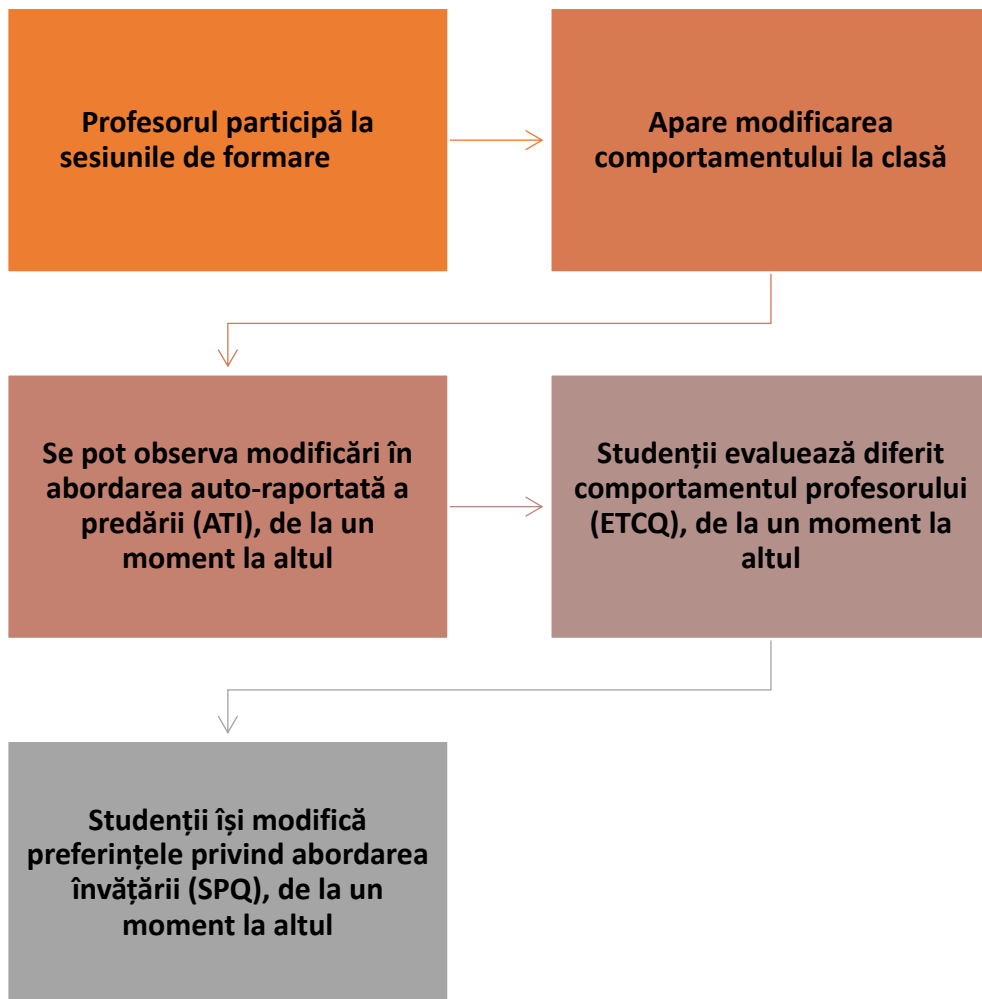 Profesorul participă la
sesiunile de formare
Apare modificarea
comportamentului la clasă
Se pot observa modificări în
abordarea auto-raportată a
predării (ATI), de la un
moment la altul
Studenții evaluează diferit
comportamentul profesorului
(ETCQ), de la un moment la
altul
Studenții își modifică
preferințele privind abordarea
învățării (SPQ), de la un
moment la altul